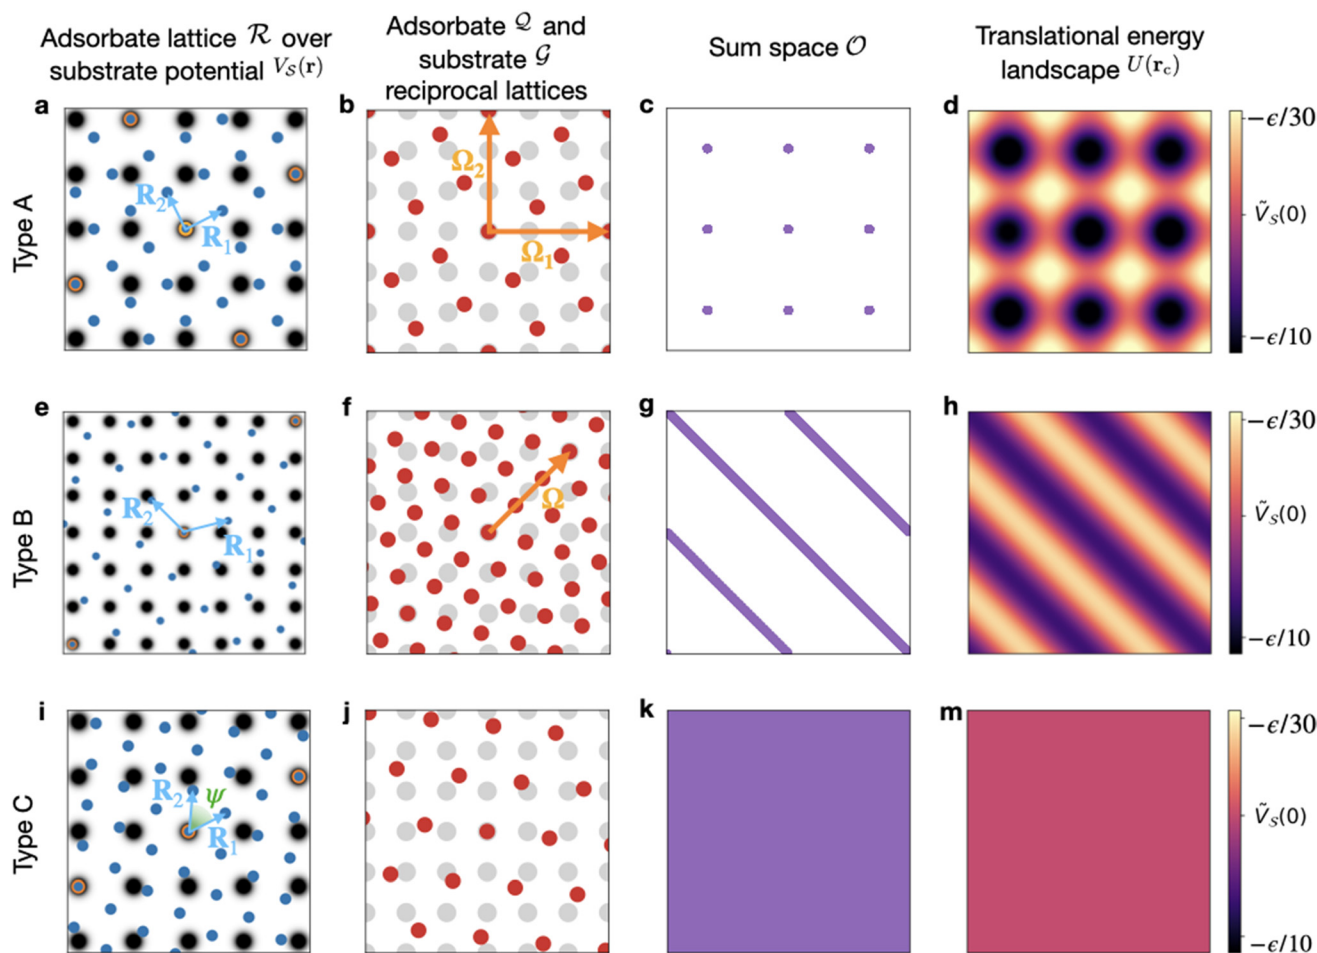 Adsorbate lattice ℛ over
substrate potential V_S(r)
Adsorbate 𝒬 and
substrate 𝒢
reciprocal lattices
Sum space 𝒪
Translational energy
landscape U(r_c)
Type A
a
R₂
R₁
b
Ω₂
Ω₁
c
d
−ϵ/30
Ṽ_S(0)
−ϵ/10
Type B
e
R₂
R₁
f
Ω
g
h
−ϵ/30
Ṽ_S(0)
−ϵ/10
Type C
i
R₂
ψ
R₁
j
k
m
−ϵ/30
Ṽ_S(0)
−ϵ/10